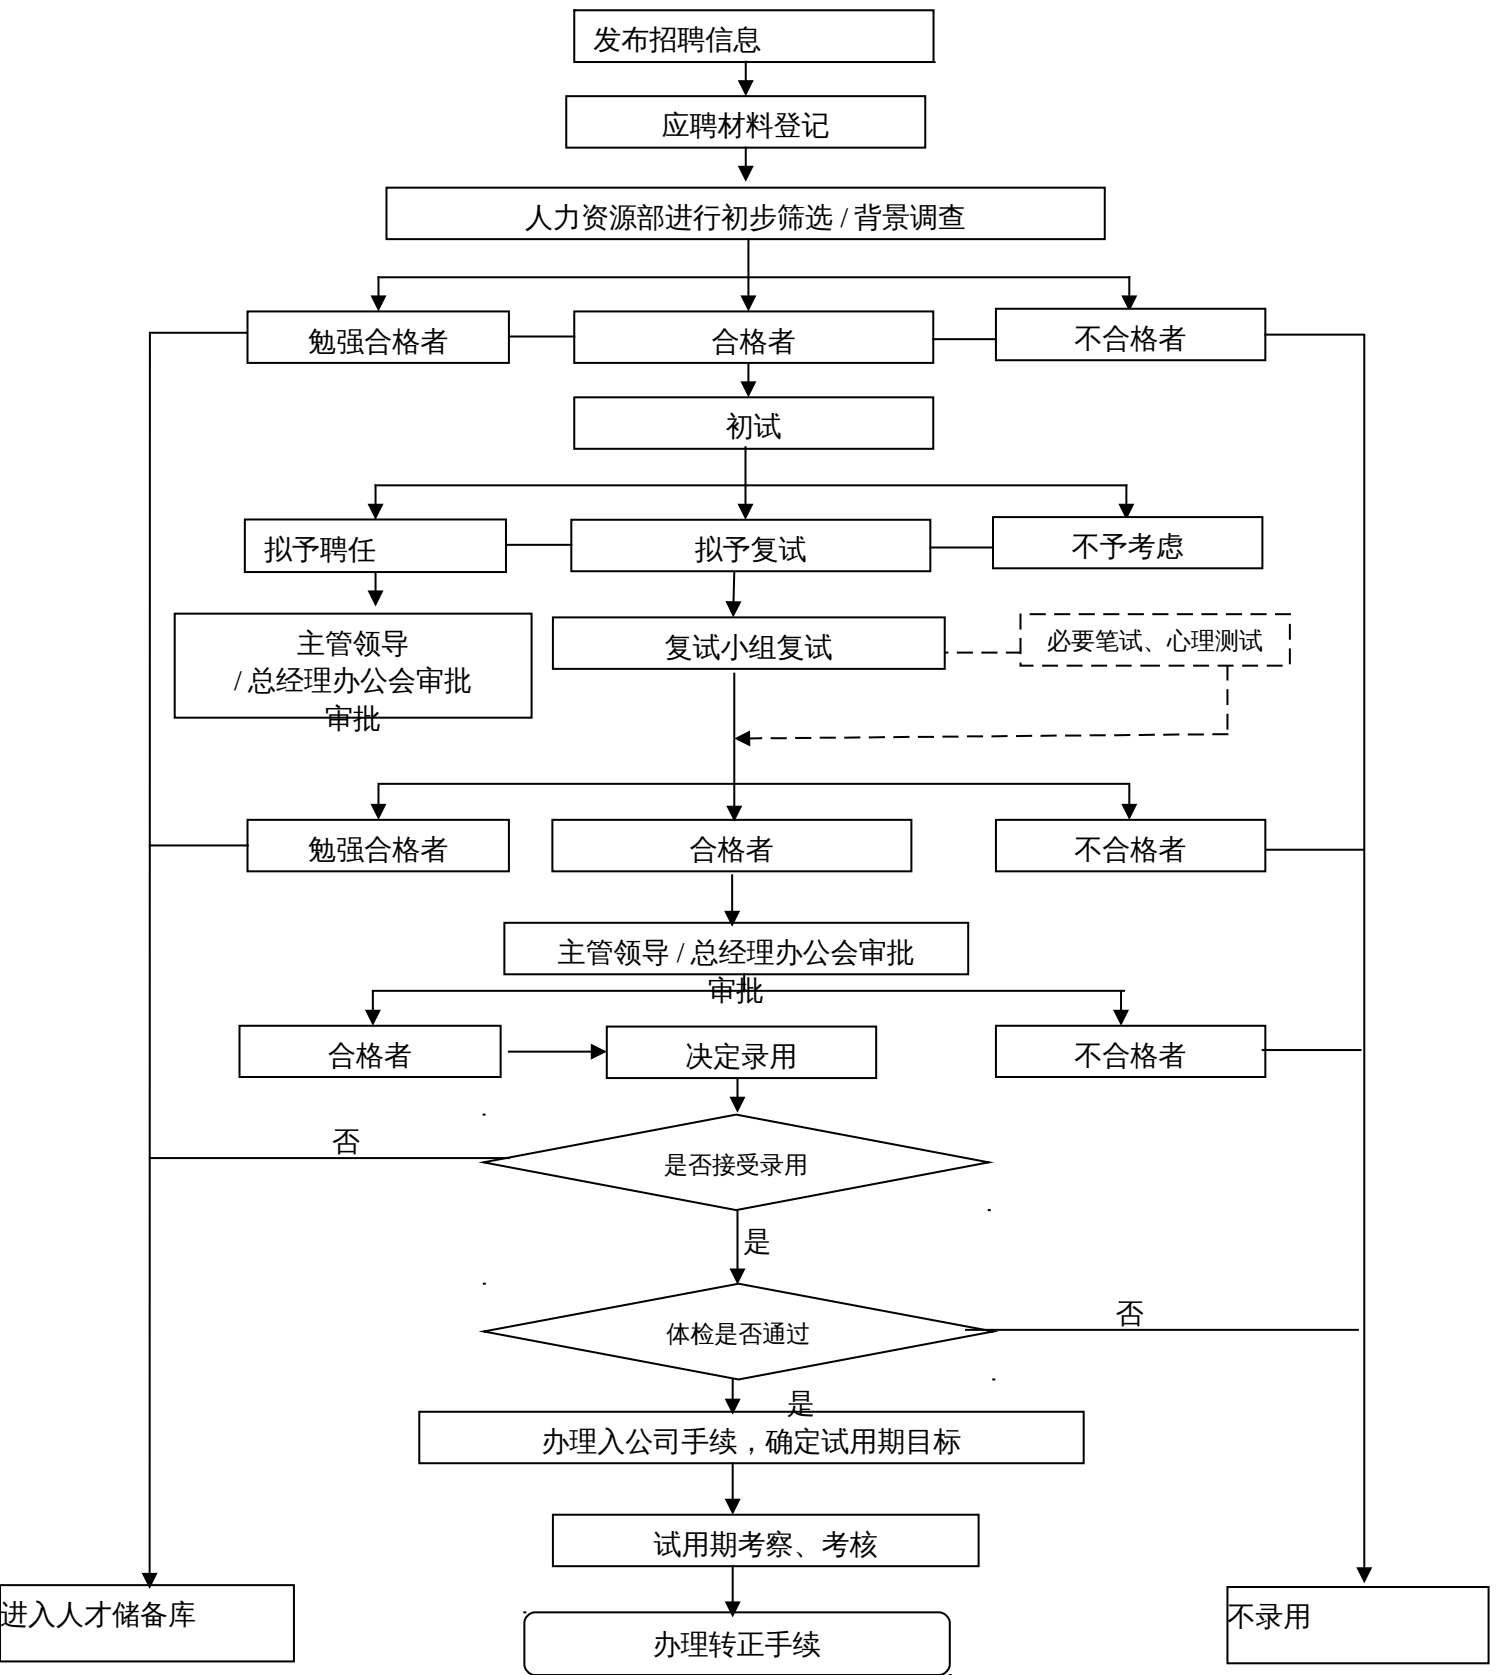 发布招聘信息
应聘材料登记
人力资源部进行初步筛选 / 背景调查
勉强合格者
合格者
不合格者
初试
拟予聘任
拟予复试
不予考虑
主管领导
/ 总经理办公会审批
审批
复试小组复试
必要笔试、心理测试
勉强合格者
合格者
不合格者
主管领导 / 总经理办公会审批
审批
合格者
决定录用
不合格者
否
是否接受录用
是
否
体检是否通过
是
办理入公司手续，确定试用期目标
试用期考察、考核
进入人才储备库
不录用
办理转正手续